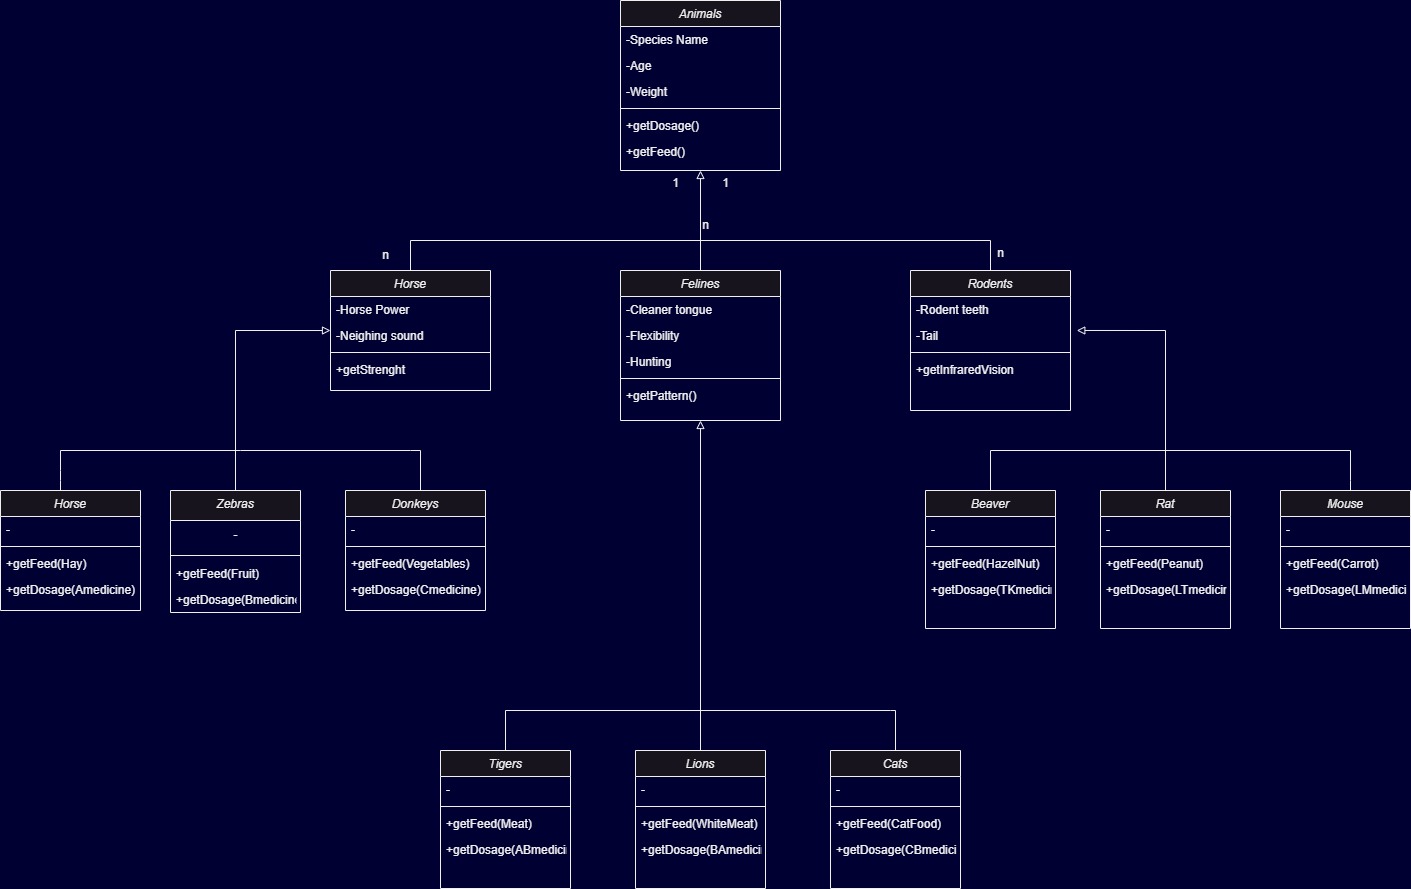 Animals
-Species Name
-Age
-Weight
+getDosage()
+getFeed()
1
1
n
n
n
Horse
-Horse Power
-Neighing sound
+getStrenght
Felines
-Cleaner tongue
-Flexibility
-Hunting
+getPattern()
Rodents
-Rodent teeth
-Tail
+getInfraredVision
Horse
-
+getFeed(Hay)
+getDosage(Amedicine)
Zebras
-
+getFeed(Fruit)
+getDosage(Bmedicine
Donkeys
-
+getFeed(Vegetables)
+getDosage(Cmedicine)
Beaver
-
+getFeed(HazelNut)
+getDosage(TKmedici
Rat
-
+getFeed(Peanut)
+getDosage(LTmedicir
Mouse
-
+getFeed(Carrot)
+getDosage(LMmedici
Tigers
-
+getFeed(Meat)
+getDosage(ABmedici
Lions
-
+getFeed(WhiteMeat)
+getDosage(BAmedici
Cats
-
+getFeed(CatFood)
+getDosage(CBmedici